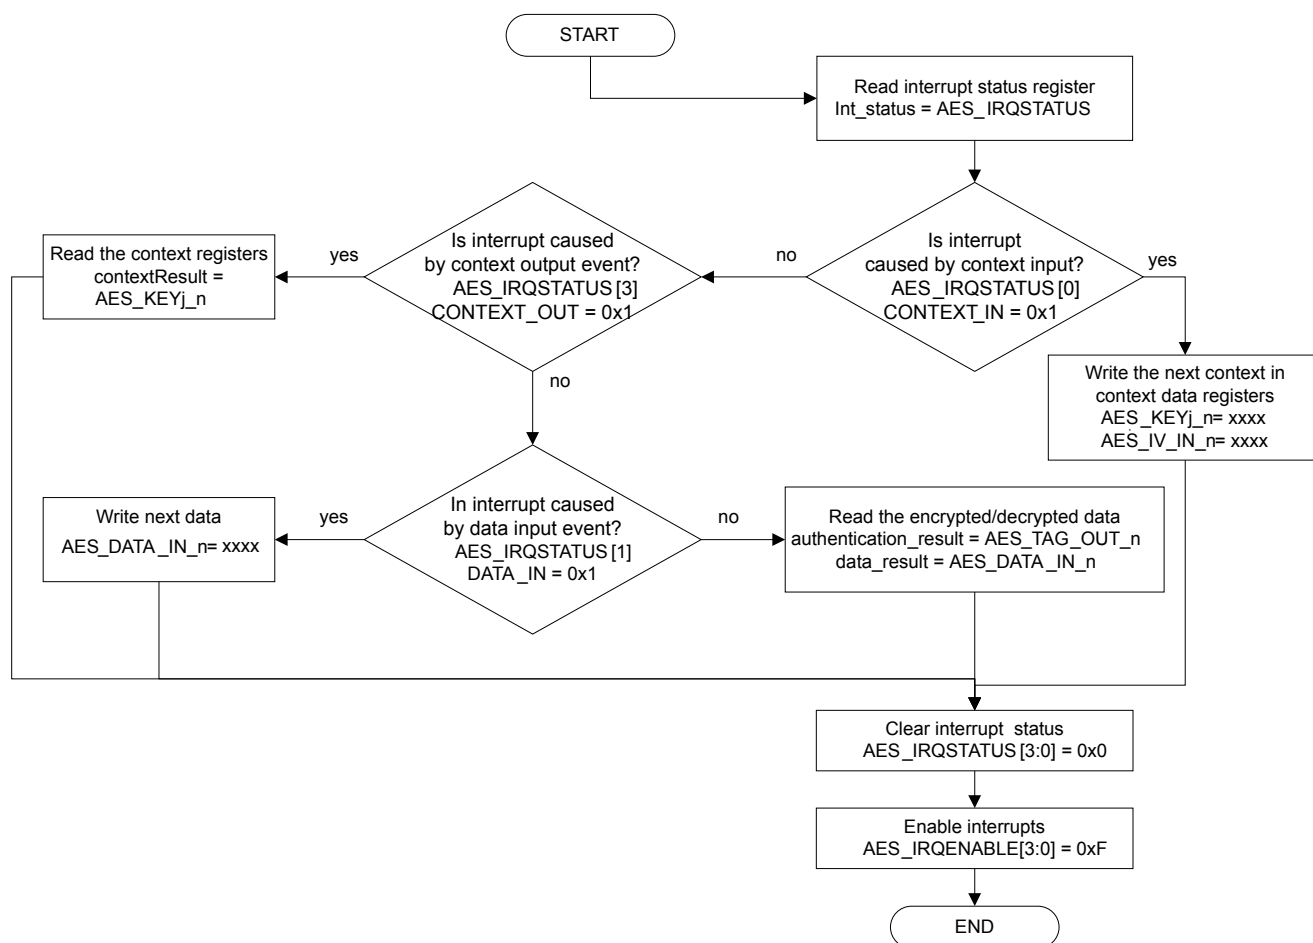 START
Read interrupt status register
Int_status = AES_IRQSTATUS
Is interrupt
caused by context input?
AES_IRQSTATUS[0]
CONTEXT_IN = 0x1
no
yes
Is interrupt caused
by context output event?
AES_IRQSTATUS[3]
CONTEXT_OUT = 0x1
yes
no
Read the context registers
contextResult =
AES_KEYj_n
Write the next context in
context data registers
AES_KEYj_n= xxxx
AES_IV_IN_n= xxxx
In interrupt caused
by data input event?
AES_IRQSTATUS[1]
DATA_IN = 0x1
yes
no
Write next data
AES_DATA_IN_n= xxxx
Read the encrypted/decrypted data
authentication_result = AES_TAG_OUT_n
data_result = AES_DATA_IN_n
Clear interrupt status
AES_IRQSTATUS[3:0] = 0x0
Enable interrupts
AES_IRQENABLE[3:0] = 0xF
END